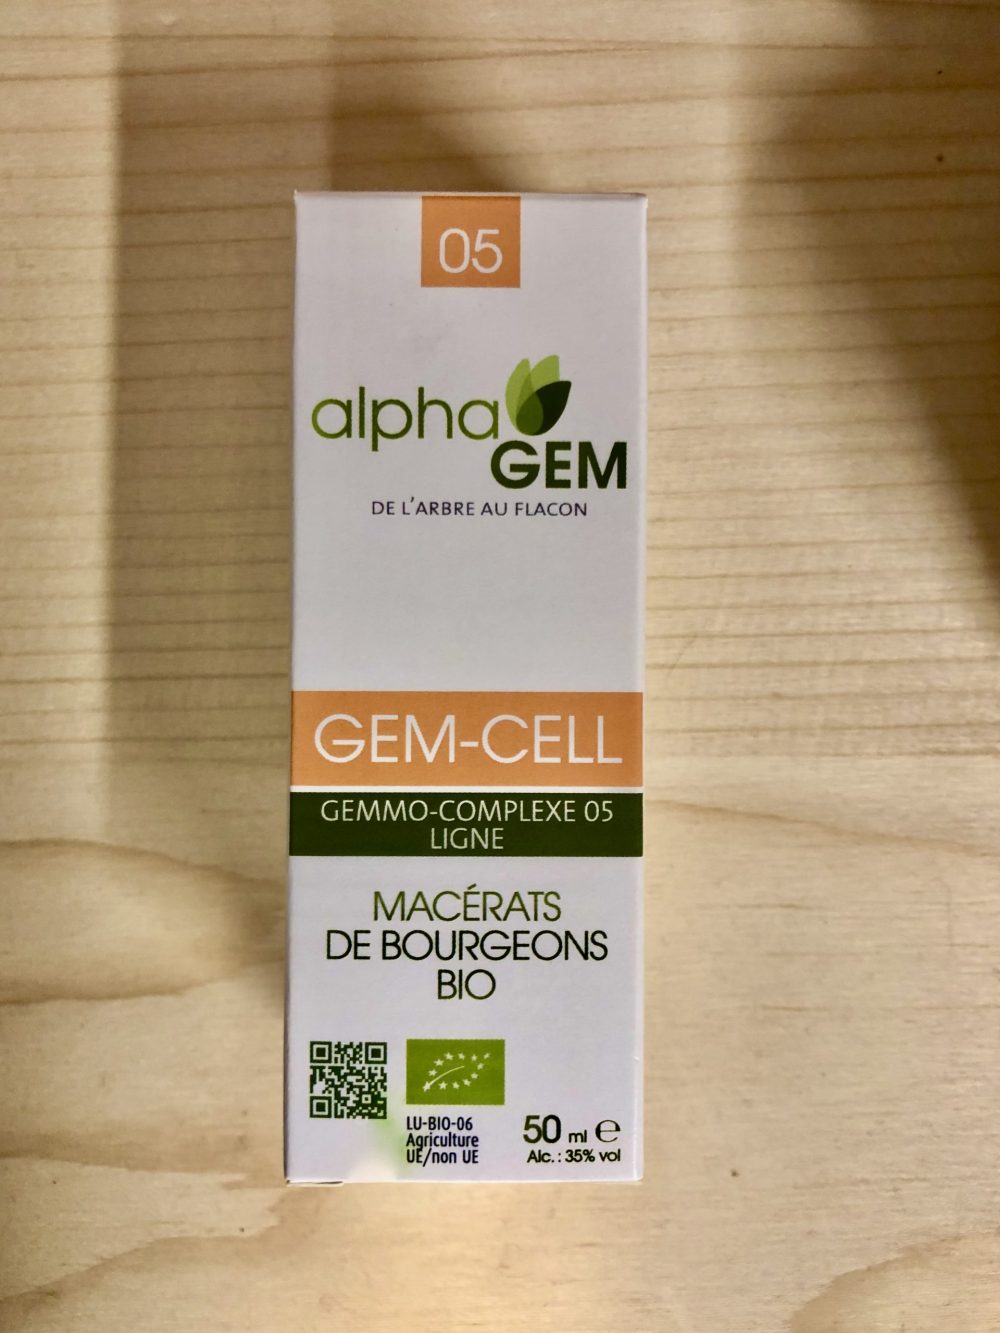 05
alpha
GEM
DE L'ARBRE AU FLACON
GEM-CELL
GEMMO-COMPLEXE 05
LIGNE
MACÉRATS
DE BOURGEONS
BIO
LU-BIO-06
Agriculture
UE/non UE
50 ml e
Alc.: 35% vol